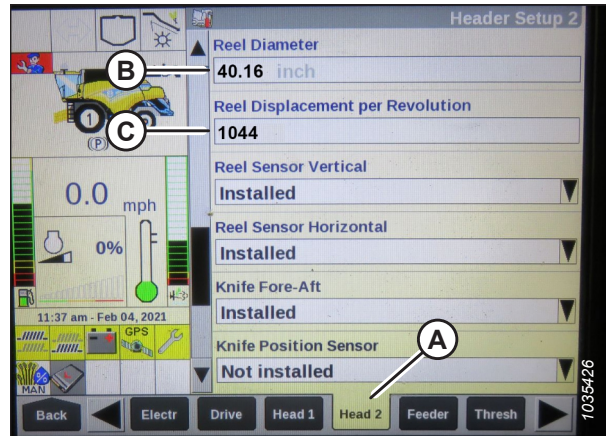 Header Setup 2
Reel Diameter
B
40.16 inch
Reel Displacement per Revolution
C
1044
1
(P)
Reel Sensor Vertical
Installed
0.0 mph
Reel Sensor Horizontal
Installed
0%
E
F
Knife Fore-Aft
Installed
11:37 am - Feb 04, 2021
GPS
Knife Position Sensor
A
Not installed
%
MAN
Back
Electr
Drive
Head 1
Head 2
Feeder
Thresh
1035426